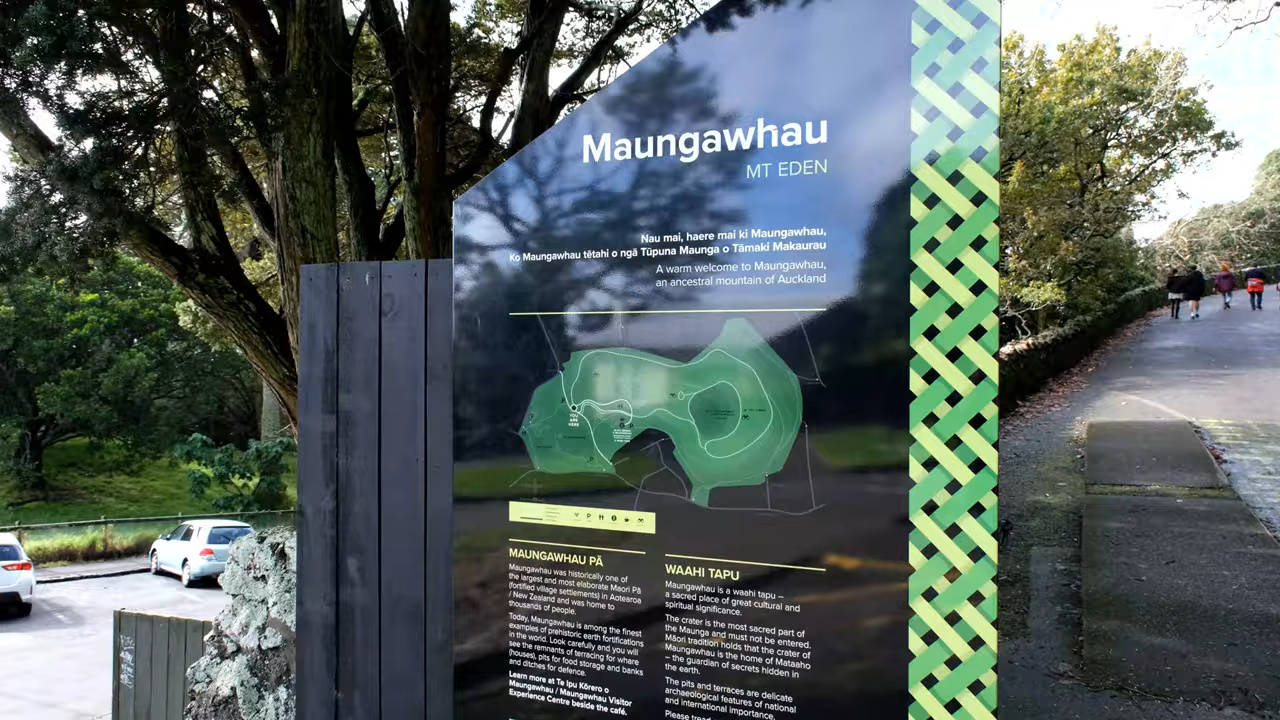 Maungawhau
MT EDEN
Nau mai, haere mai ki Maungawhau,
Ko Maungawhau tētahi o ngā Tūpuna Maunga o Tāmaki Makaurau
A warm welcome to Maungawhau,
an ancestral mountain of Auckland
YOU
ARE
HERE
MAUNGAWHAU PĀ
Maungawhau was historically one of
the largest and most elaborate Maori Pā
(fortified village settlements) in Aotearoa
/ New Zealand and was home to
thousands of people.
Today, Maungawhau is among the finest
examples of prehistoric earth fortifications
in the world. Look carefully and you will
see the remnants of terracing for whare
(houses), pits for food storage and banks
and ditches for defence.
Learn more at Te Ipu Kōrero o
Maungawhau / Maungawhau Visitor
Experience Centre beside the café.
WAAHI TAPU
Maungawhau is a waahi tapu –
a sacred place of great cultural and
spiritual significance.
The crater is the most sacred part of
the Maunga and must not be entered.
Māori tradition holds that the crater of
Maungawhau is the home of Mataaho
– the guardian of secrets hidden in
the earth.
The pits and terraces are delicate
archaeological features of national
and international importance.
Please tread